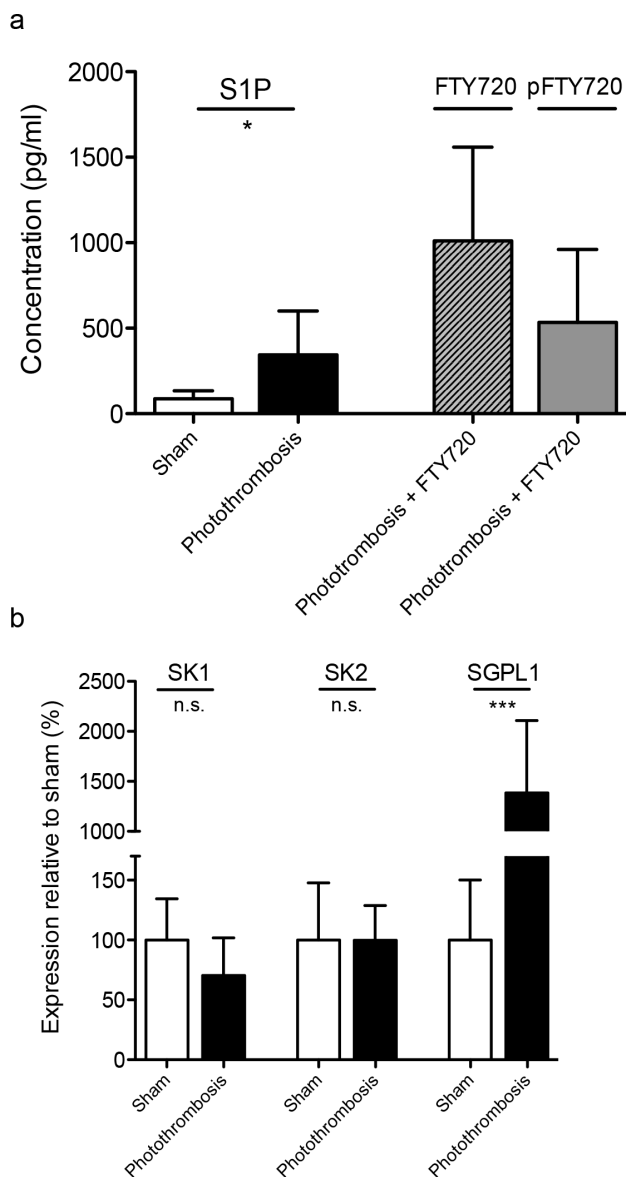 a
Concentration (pg/ml)
2000
1500
1000
500
0
S1P
*
FTY720
pFTY720
Sham
Photothrombosis
Phototrombosis + FTY720
Phototrombosis + FTY720
b
Expression relative to sham (%)
2500
2000
1500
1000
150
100
50
0
SK1
n.s.
SK2
n.s.
SGPL1
***
Sham
Photothrombosis
Sham
Photothrombosis
Sham
Photothrombosis